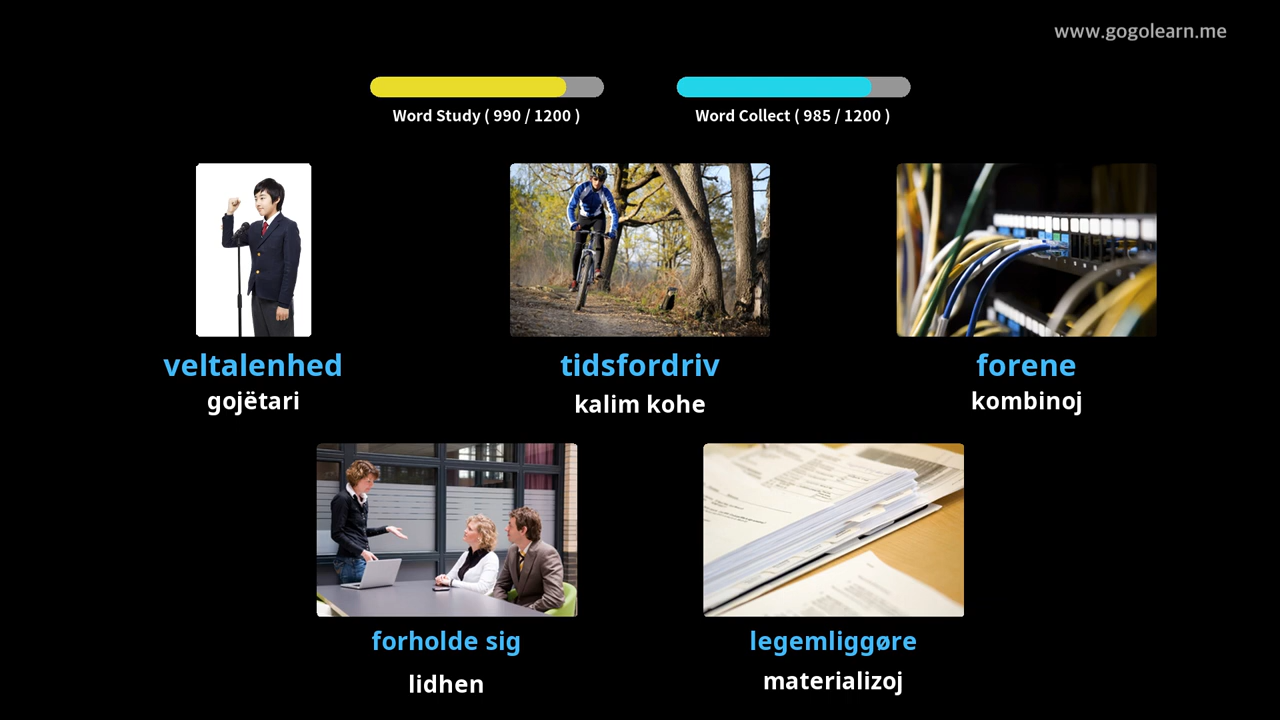 www.gogolearn.me
Word Study ( 990 / 1200 )
Word Collect ( 985 / 1200 )
veltalenhed
gojëtari
tidsfordriv
kalim kohe
forene
kombinoj
forholde sig
lidhen
legemliggøre
materializoj